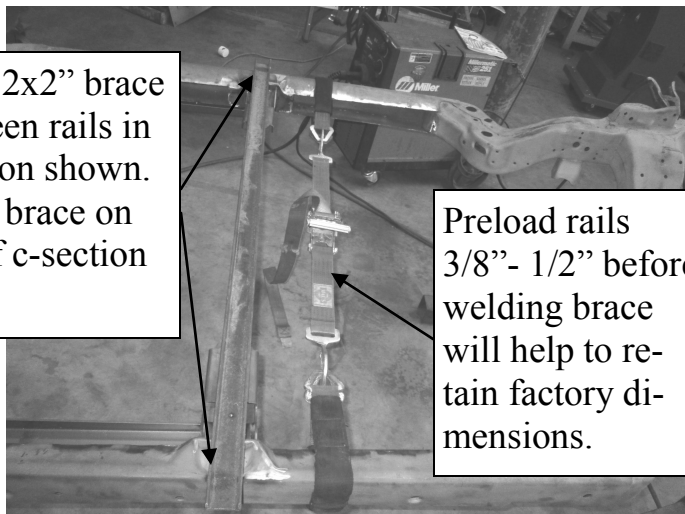 2x2” brace
een rails in
on shown.
brace on
f c-section
Miller
Preload rails
3/8”- 1/2” before
welding brace
will help to re-
tain factory di-
mensions.